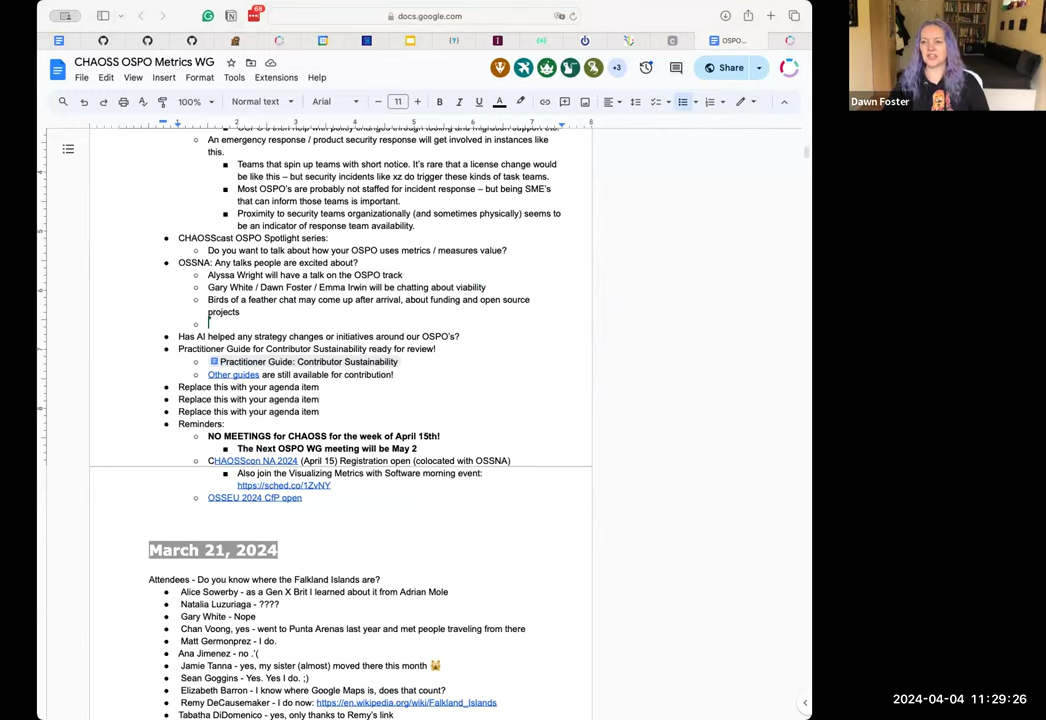 68
docs.google.com
OSPO...
CHAOSS OSPO Metrics WG
File Edit View Insert Format Tools Extensions Help
+3
Share
100%
Normal text
Arial
11
1 2 3 4 5 6 7 8
An emergency response / product security response will get involved in instances like
this.
Teams that spin up teams with short notice. It's rare that a license change would
be like this – but security incidents like xz do trigger these kinds of task teams.
Most OSPO's are probably not staffed for incident response – but being SME's
that can inform those teams is important.
Proximity to security teams organizationally (and sometimes physically) seems to
be an indicator of response team availability.
CHAOSScast OSPO Spotlight series:
Do you want to talk about how your OSPO uses metrics / measures value?
OSSNA: Any talks people are excited about?
Alyssa Wright will have a talk on the OSPO track
Gary White / Dawn Foster / Emma Irwin will be chatting about viability
Birds of a feather chat may come up after arrival, about funding and open source
projects
Has AI helped any strategy changes or initiatives around our OSPO's?
Practitioner Guide for Contributor Sustainability ready for review!
Practitioner Guide: Contributor Sustainability
Other guides are still available for contribution!
Replace this with your agenda item
Replace this with your agenda item
Replace this with your agenda item
Reminders:
NO MEETINGS for CHAOSS for the week of April 15th!
The Next OSPO WG meeting will be May 2
CHAOSScon NA 2024 (April 15) Registration open (colocated with OSSNA)
Also join the Visualizing Metrics with Software morning event:
https://sched.co/1ZvNY
OSSEU 2024 CfP open
March 21, 2024
Attendees - Do you know where the Falkland Islands are?
Alice Sowerby - as a Gen X Brit I learned about it from Adrian Mole
Natalia Luzuriaga - ????
Gary White - Nope
Chan Voong, yes - went to Punta Arenas last year and met people traveling from there
Matt Germonprez - I do.
Ana Jimenez - no .'(
Jamie Tanna - yes, my sister (almost) moved there this month 🙀
Sean Goggins - Yes. Yes I do. ;)
Elizabeth Barron - I know where Google Maps is, does that count?
Remy DeCausemaker - I do now: https://en.wikipedia.org/wiki/Falkland_Islands
Tabatha DiDomenico - yes, only thanks to Remy's link
Dawn Foster
2024-04-04 11:29:26